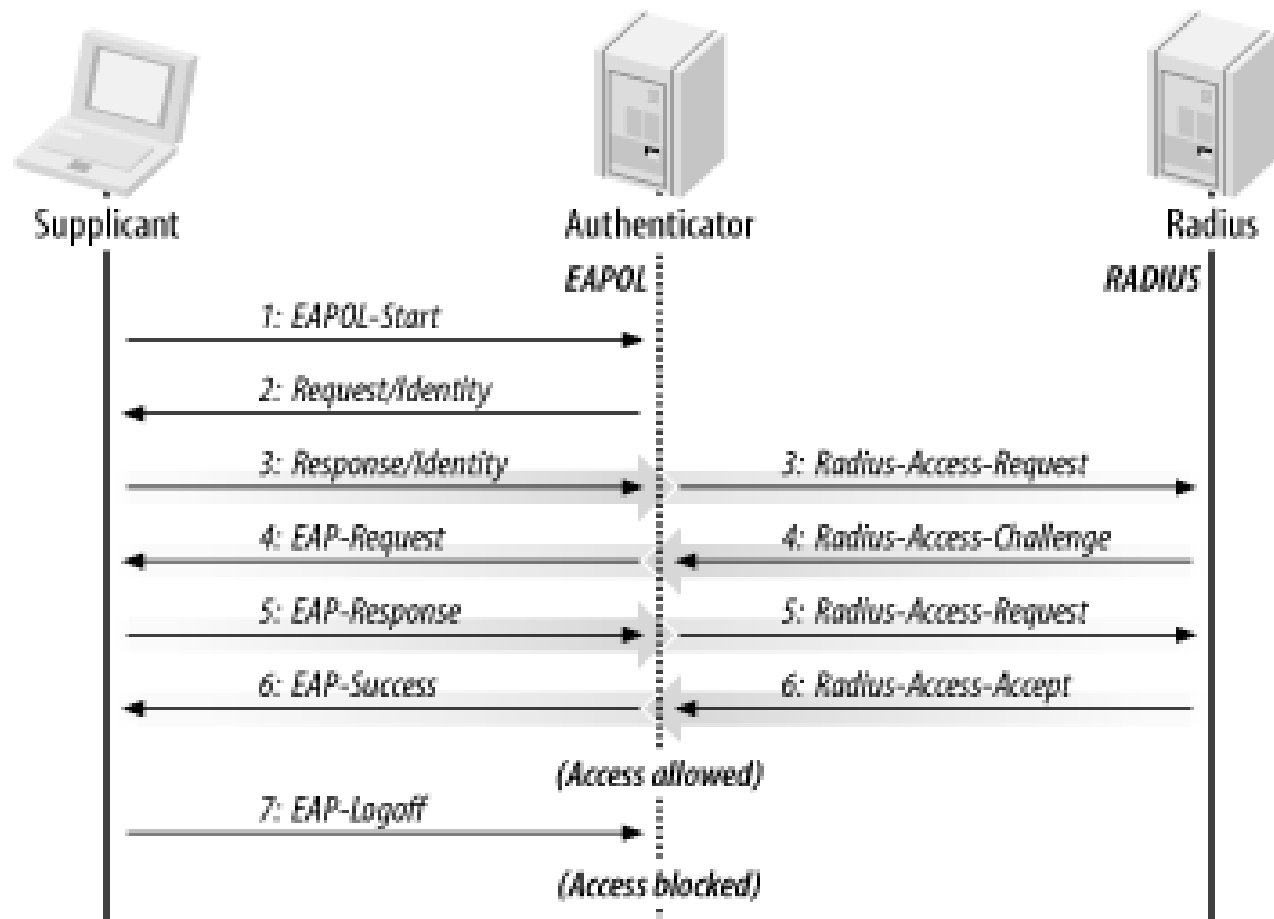 Supplicant
Authenticator
Radius
EAPOL
RADIUS
1: EAPOL-Start
2: Request/Identity
3: Response/Identity
3: Radius-Access-Request
4: EAP-Request
4: Radius-Access-Challenge
5: EAP-Response
5: Radius-Access-Request
6: EAP-Success
6: Radius-Access-Accept
(Access allowed)
7: EAP-Logoff
(Access blocked)